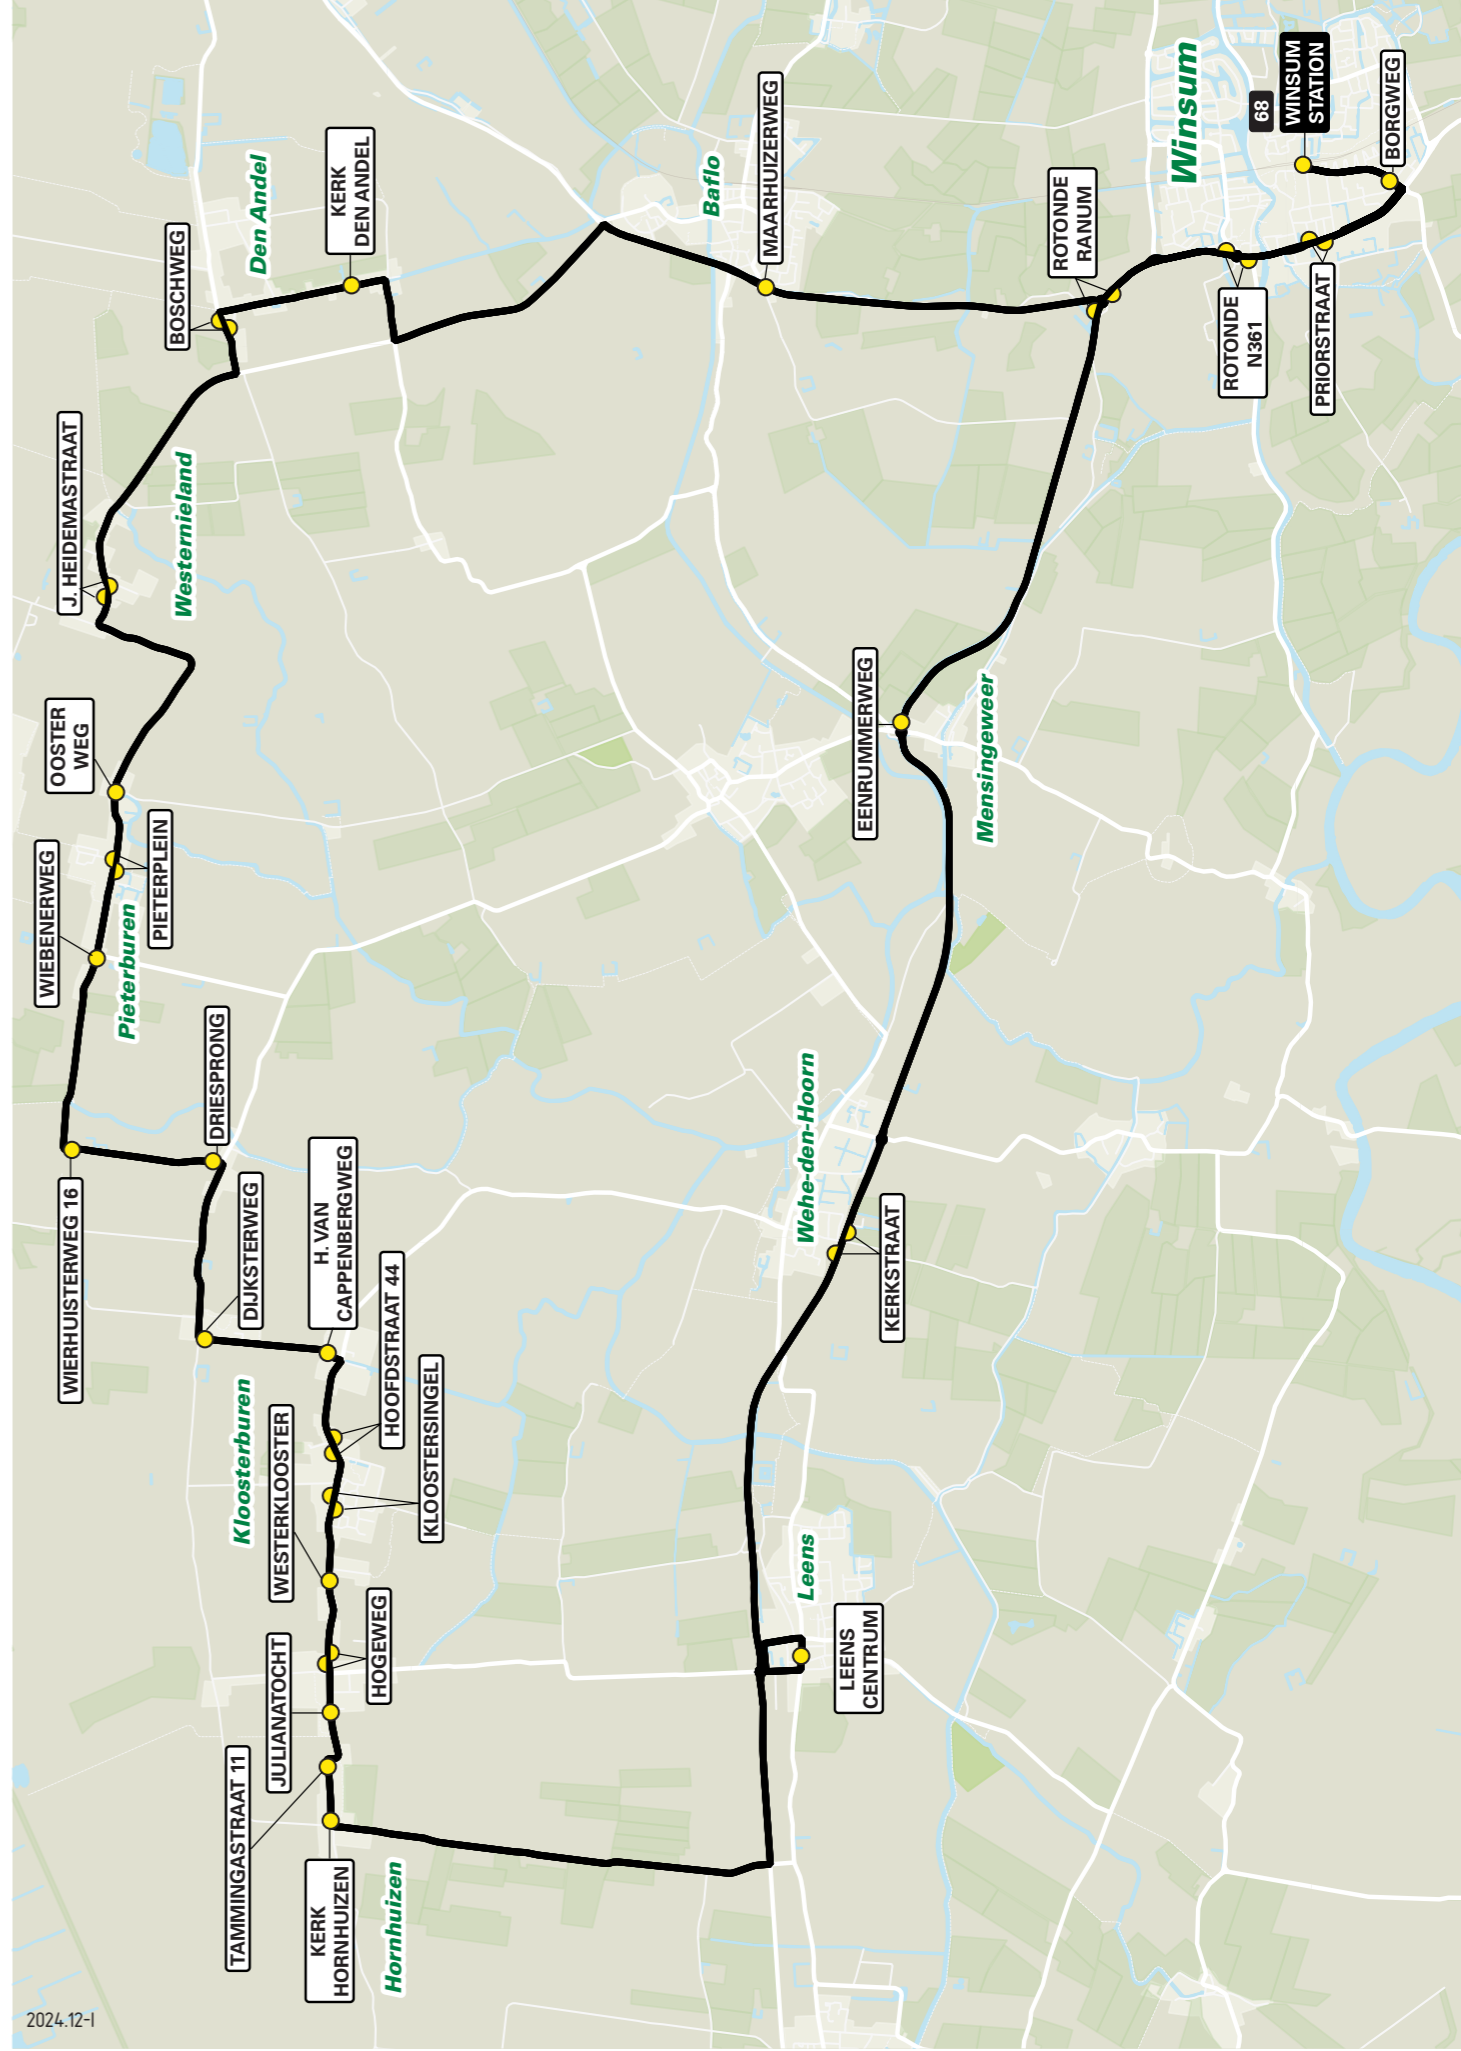 BOSCHWEG
Den Andel
KERK
DEN ANDEL
Baflo
MAARHUIZERWEG
Winsum
68
WINSUM
STATION
BORGWEG
ROTONDE
RANUM
ROTONDE
N361
PRIORSTRAAT
J. HEIDEMASTRAAT
Westernieland
OOSTER
WEG
PIETERPLEIN
WIEBENERWEG
Pieterburen
EENRUMMERWEG
Mensingeweer
DRIESPRONG
WIERHUISTERWEG 16
DIJKSTERWEG
H. VAN
CAPPENBERGWEG
HOOFDSTRAAT 44
KLOOSTERSINGEL
Kloosterburen
WESTERKLOOSTER
HOGEWEG
JULIANATOCHT
TAMMINGASTRAAT 11
KERK
HORNHUIZEN
Hornhuizen
Wehe-den-Hoorn
KERKSTRAAT
Leens
LEENS
CENTRUM
2024.12-I